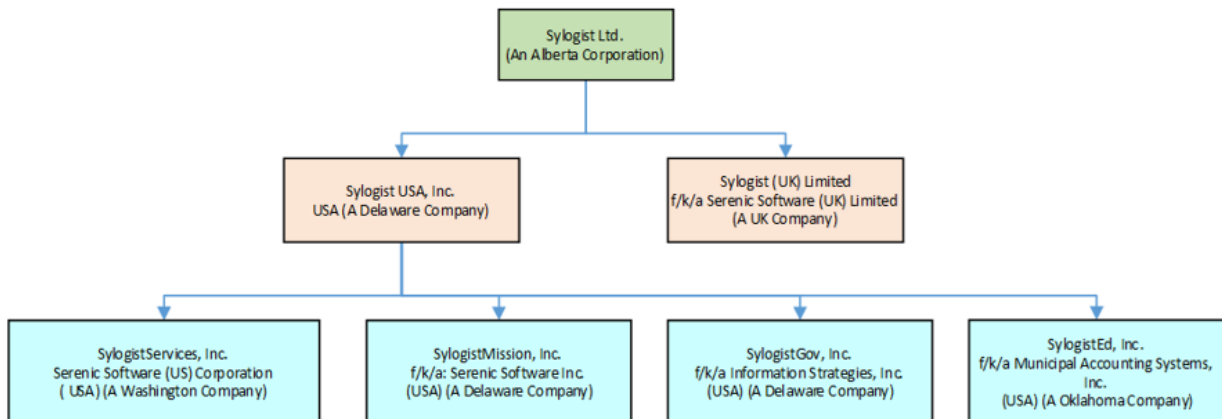 Sylogist Ltd.
(An Alberta Corporation)
Sylogist USA, Inc.
USA (A Delaware Company)
Sylogist (UK) Limited
f/k/a Serenic Software (UK) Limited
(A UK Company)
SylogistServices, Inc.
Serenic Software (US) Corporation
( USA) (A Washington Company)
SylogistMission, Inc.
f/k/a: Serenic Software Inc.
(USA) (A Delaware Company)
SylogistGov, Inc.
f/k/a Information Strategies, Inc.
(USA) (A Delaware Company)
SylogistEd, Inc.
f/k/a Municipal Accounting Systems,
Inc.
(USA) (A Oklahoma Company)